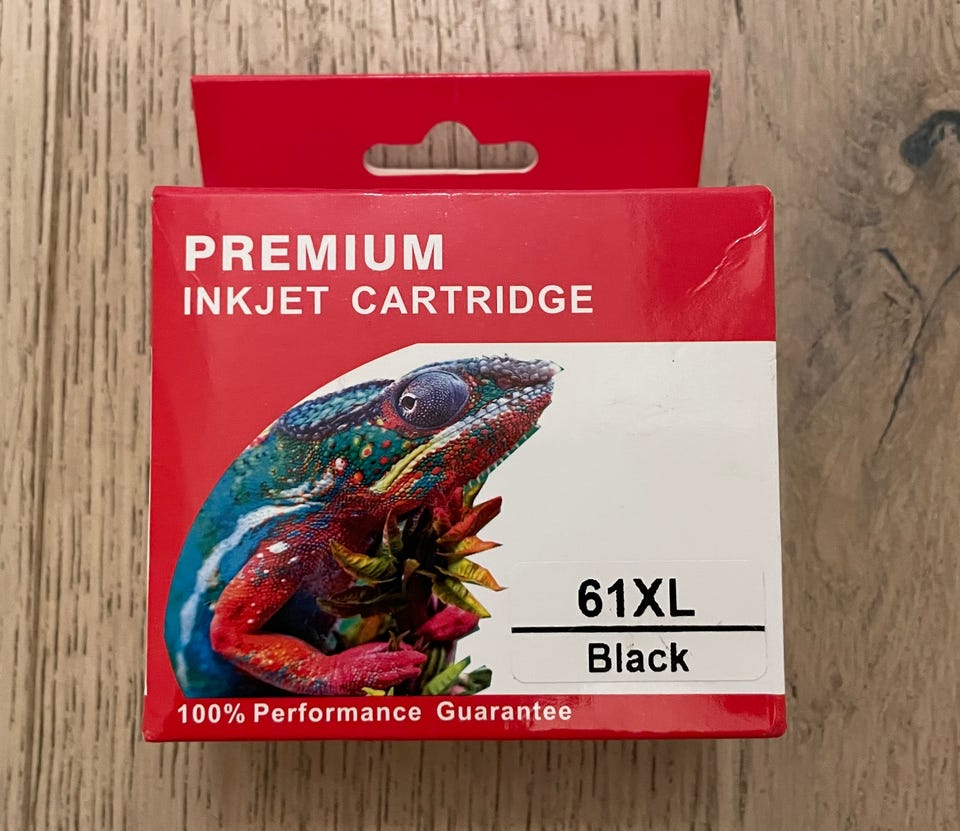 PREMIUM
INKJET CARTRIDGE
61XL
Black
100% Performance Guarantee